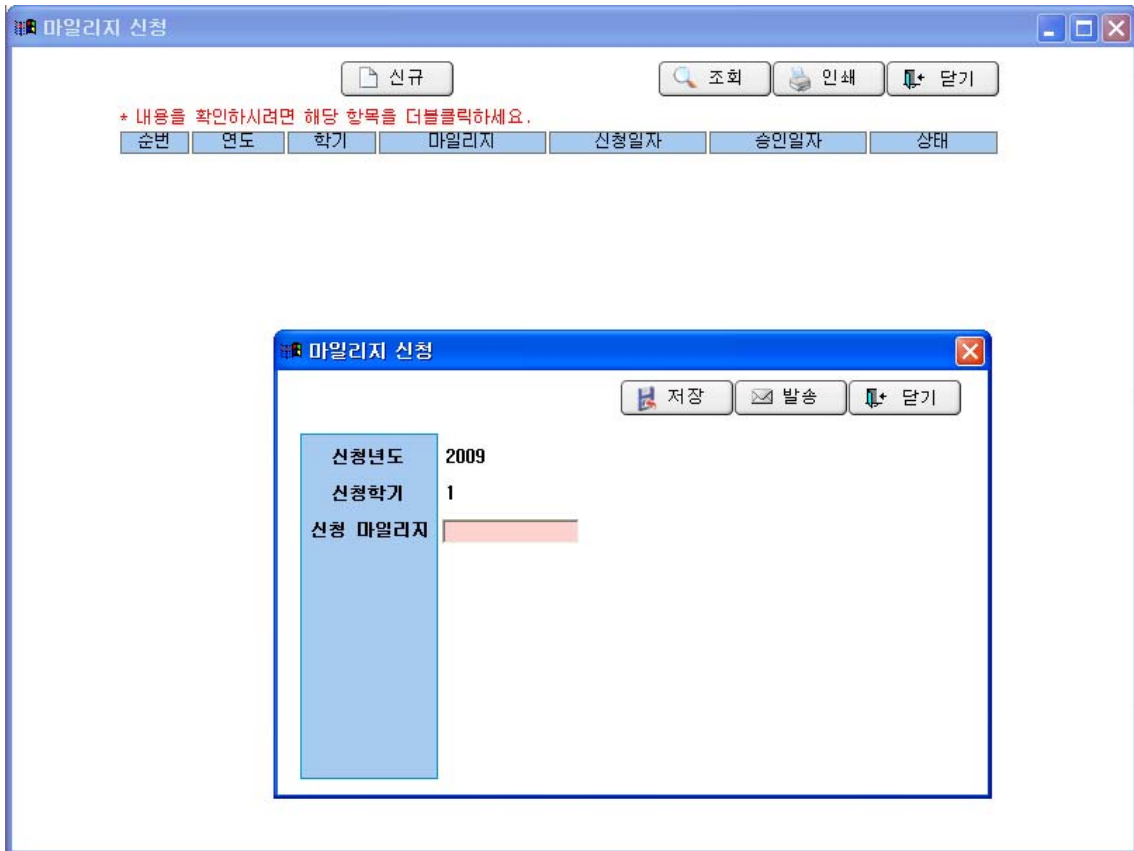 마일리지 신청
신규 조회 인쇄 닫기
* 내용을 확인하시려면 해당 항목을 더블클릭하세요.
순번 연도 학기 마일리지 신청일자 승인일자 상태
마일리지 신청
저장 발송 닫기
신청년도 2009
신청학기 1
신청 마일리지